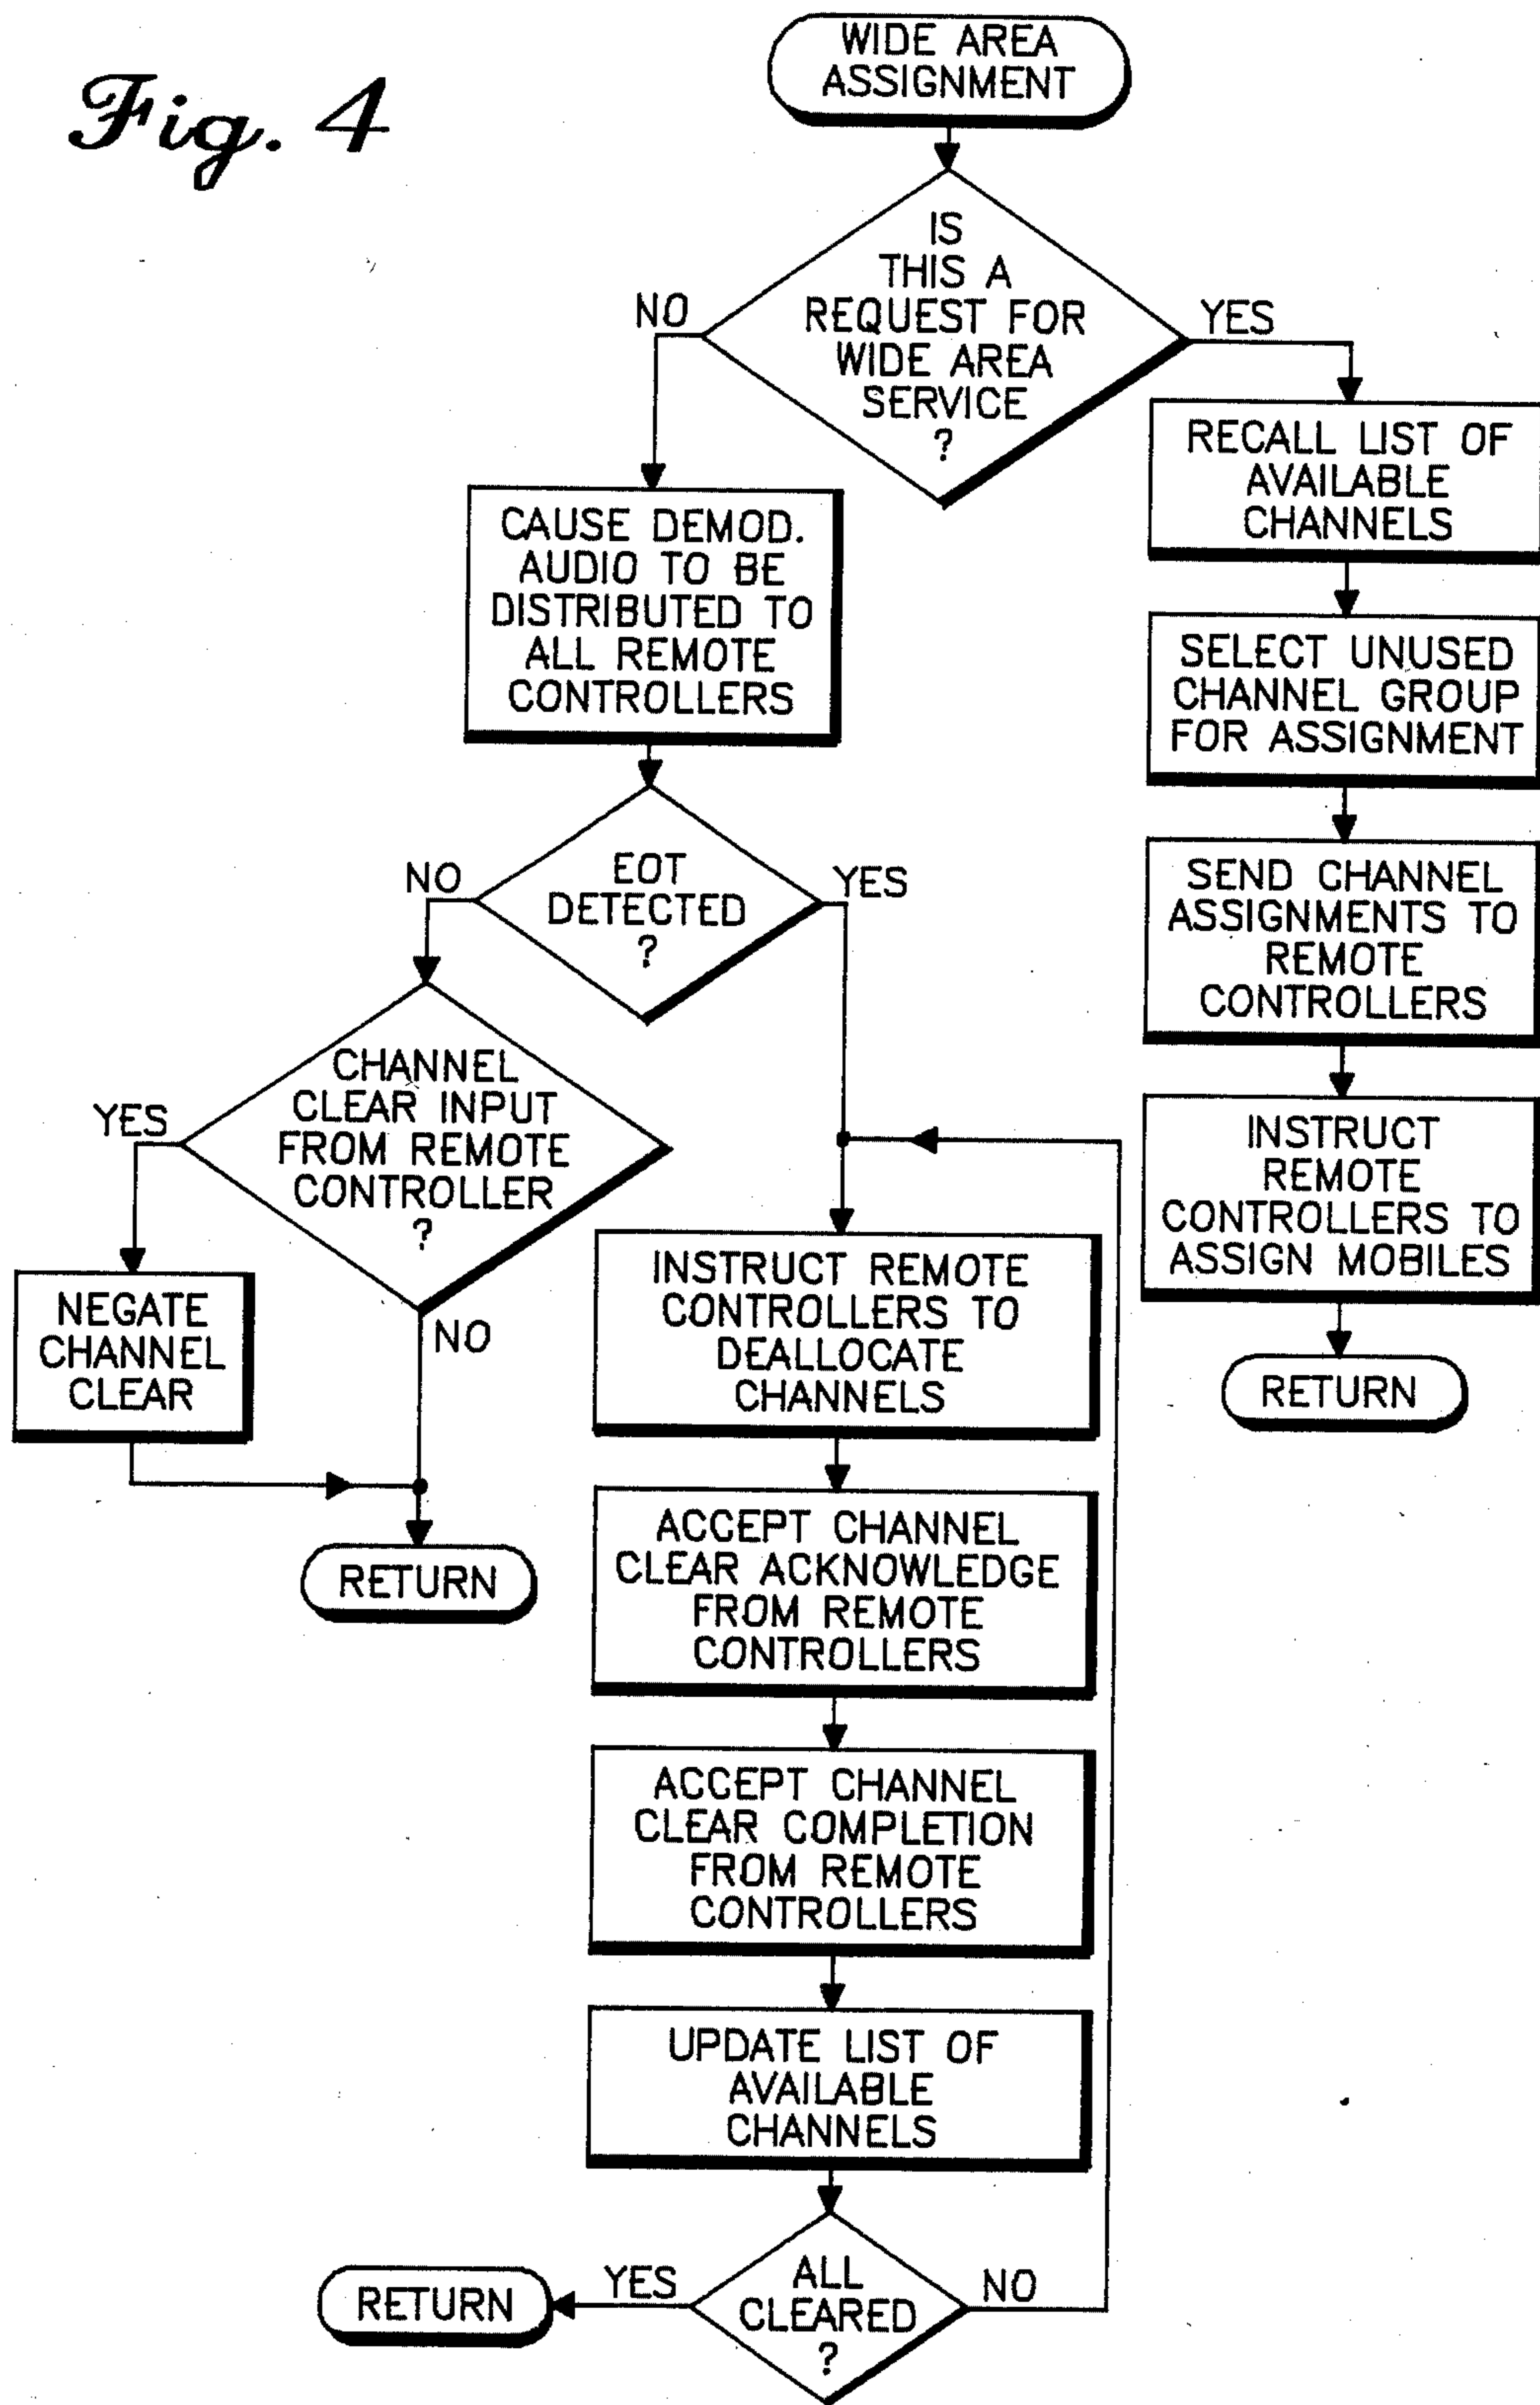 Fig. 4
WIDE AREA
ASSIGNMENT
IS
THIS A
REQUEST FOR
WIDE AREA
SERVICE
?
NO
YES
RECALL LIST OF
AVAILABLE
CHANNELS
SELECT UNUSED
CHANNEL GROUP
FOR ASSIGNMENT
SEND CHANNEL
ASSIGNMENTS TO
REMOTE
CONTROLLERS
INSTRUCT
REMOTE
CONTROLLERS TO
ASSIGN MOBILES
RETURN
CAUSE DEMOD.
AUDIO TO BE
DISTRIBUTED TO
ALL REMOTE
CONTROLLERS
EOT
DETECTED
?
NO
YES
CHANNEL
CLEAR INPUT
FROM REMOTE
CONTROLLER
?
YES
NO
NEGATE
CHANNEL
CLEAR
RETURN
INSTRUCT REMOTE
CONTROLLERS TO
DEALLOCATE
CHANNELS
ACCEPT CHANNEL
CLEAR ACKNOWLEDGE
FROM REMOTE
CONTROLLERS
ACCEPT CHANNEL
CLEAR COMPLETION
FROM REMOTE
CONTROLLERS
UPDATE LIST OF
AVAILABLE
CHANNELS
ALL
CLEARED
?
YES
NO
RETURN